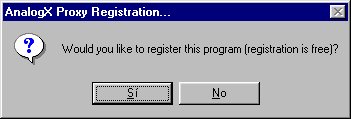 AnalogX Proxy Registration...
Would you like to register this program (registration is free)?
Sí
No